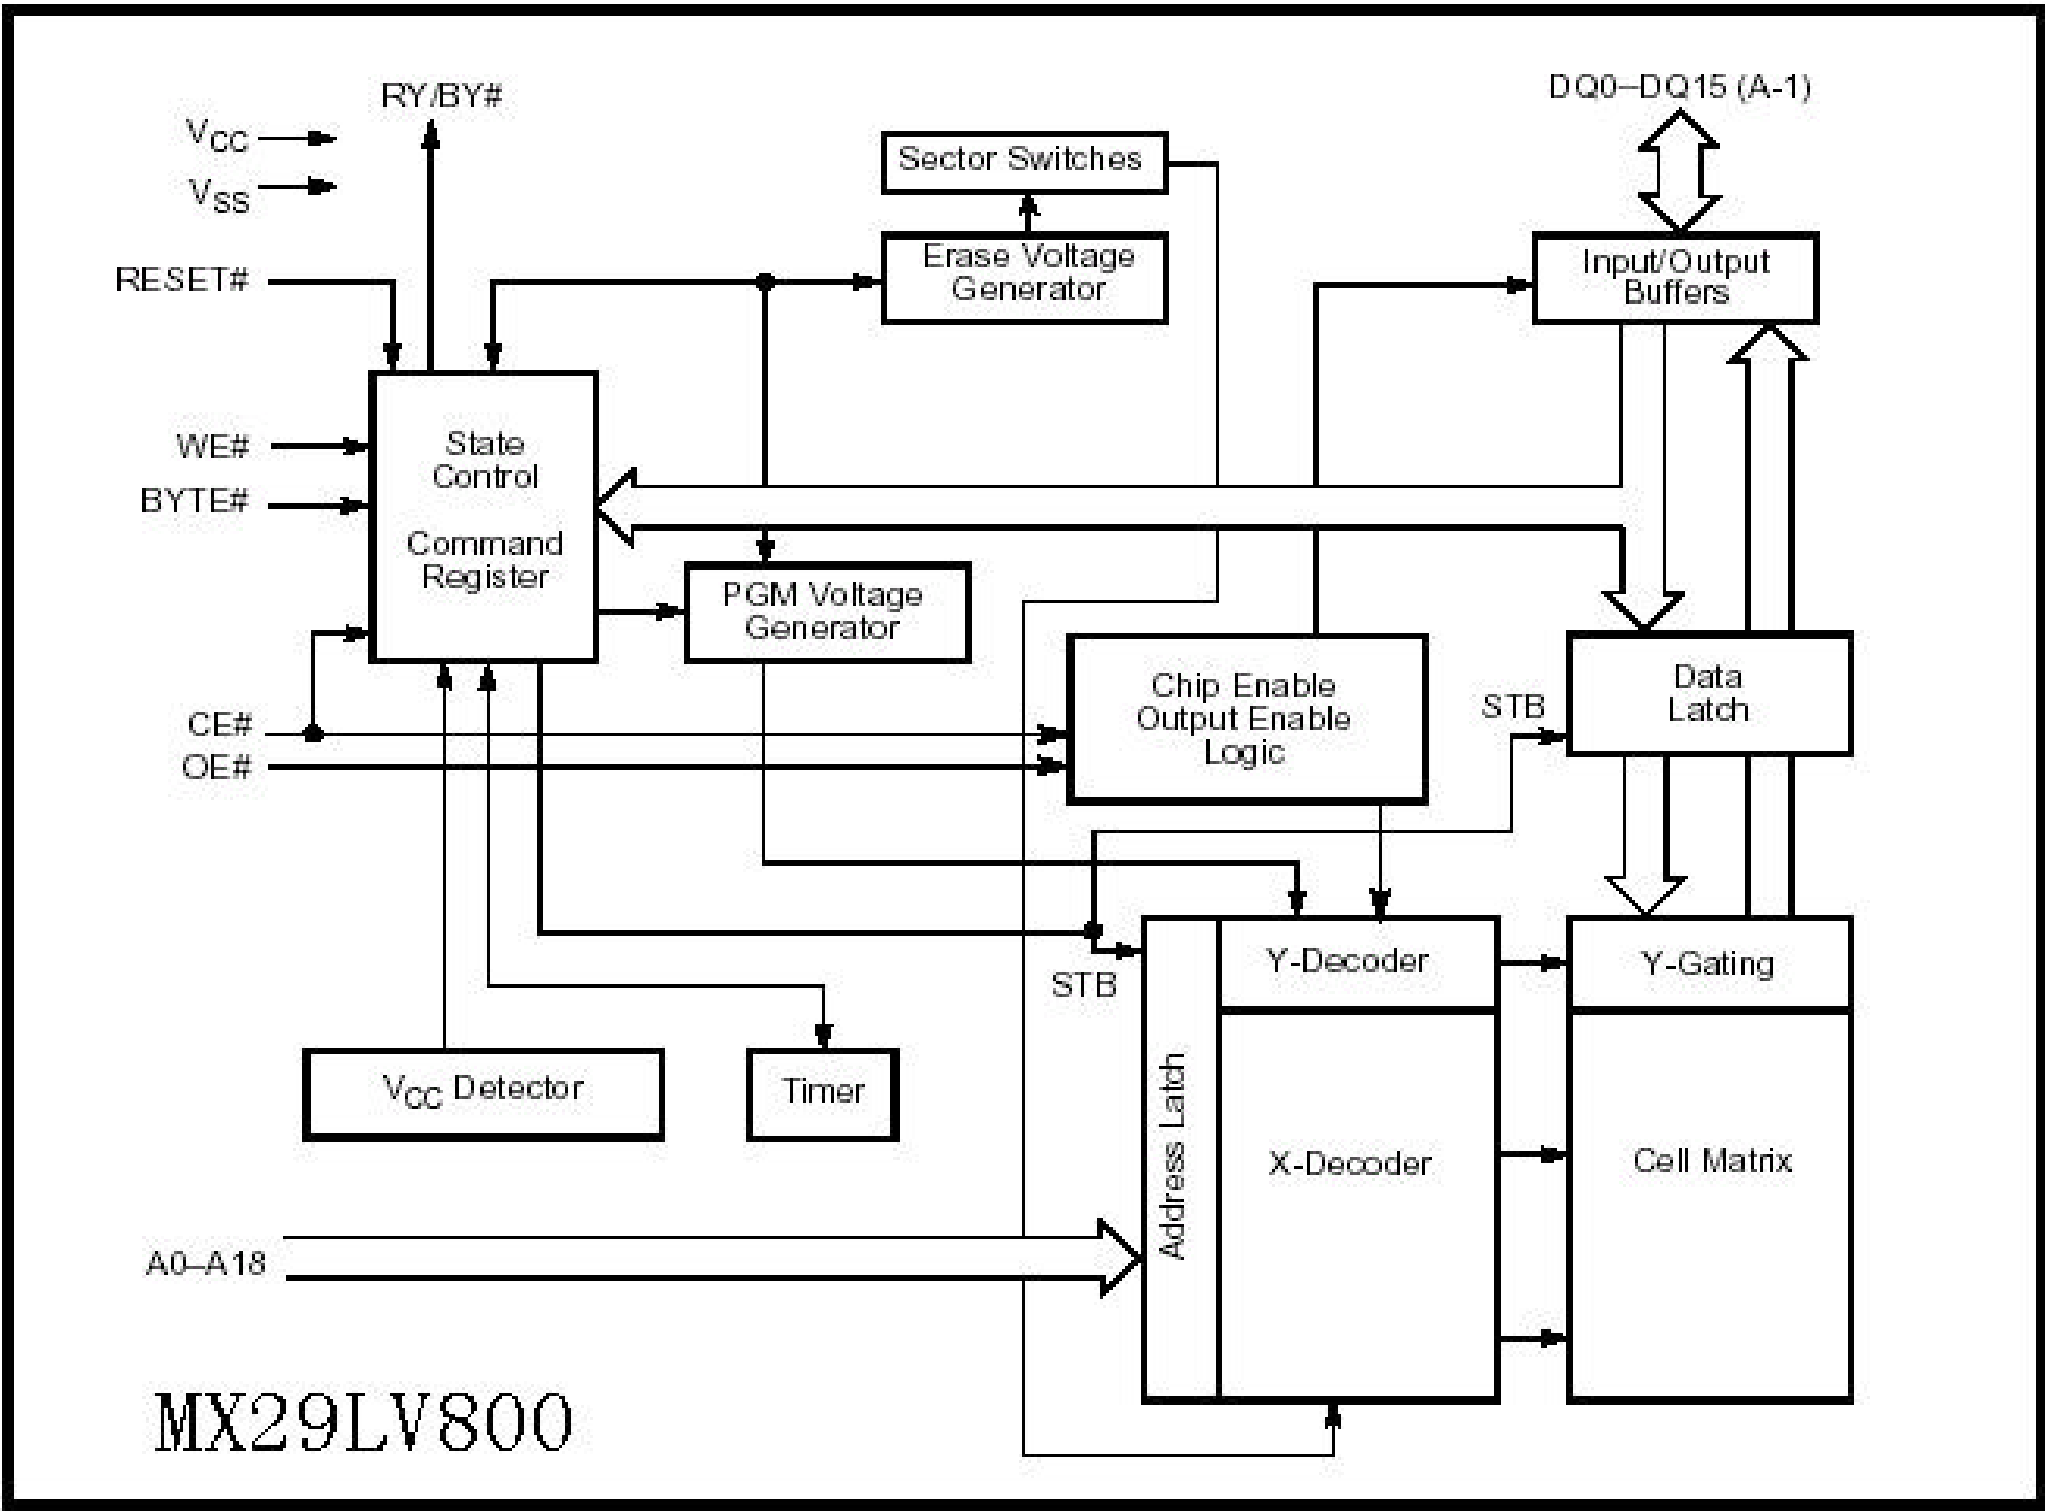 RY/BY#
DQ0–DQ15 (A-1)
VCC
VSS
Sector Switches
Erase Voltage
Generator
Input/Output
Buffers
RESET#
WE#
BYTE#
State
Control
Command
Register
PGM Voltage
Generator
Chip Enable
Output Enable
Logic
Data
Latch
STB
CE#
OE#
Y-Decoder
Y-Gating
STB
VCC Detector
Timer
Address Latch
X-Decoder
Cell Matrix
A0–A18
MX29LV800